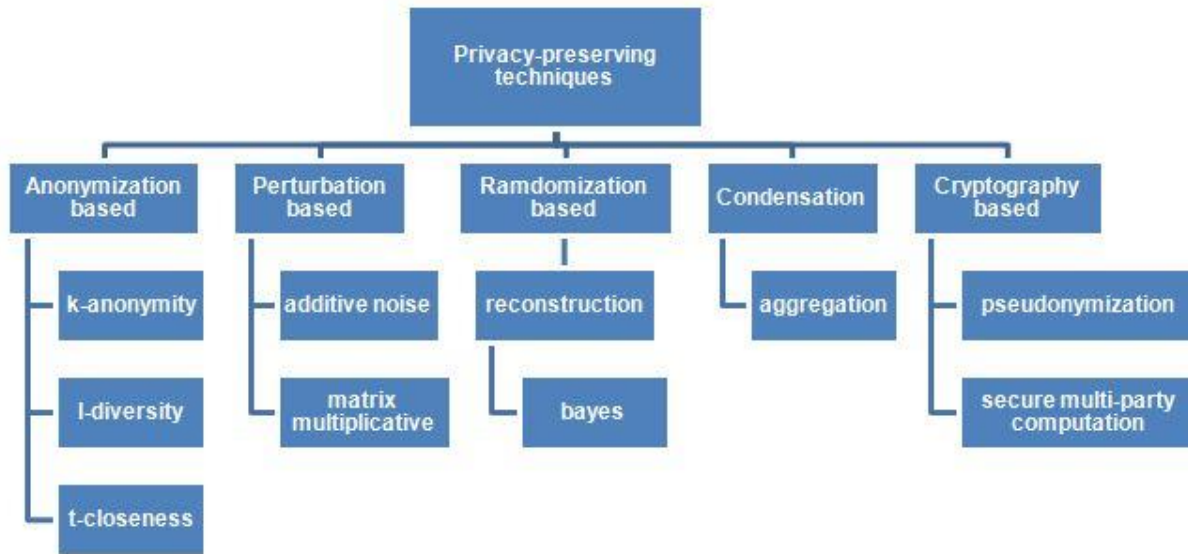 Privacy-preserving
techniques
Anonymization
based
Perturbation
based
Ramdomization
based
Condensation
Cryptography
based
k-anonymity
additive noise
reconstruction
aggregation
pseudonymization
l-diversity
matrix
multiplicative
bayes
secure multi-party
computation
t-closeness